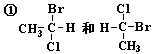 ① Br Cl
CH₃ C H 和 H C Br
Cl CH₃